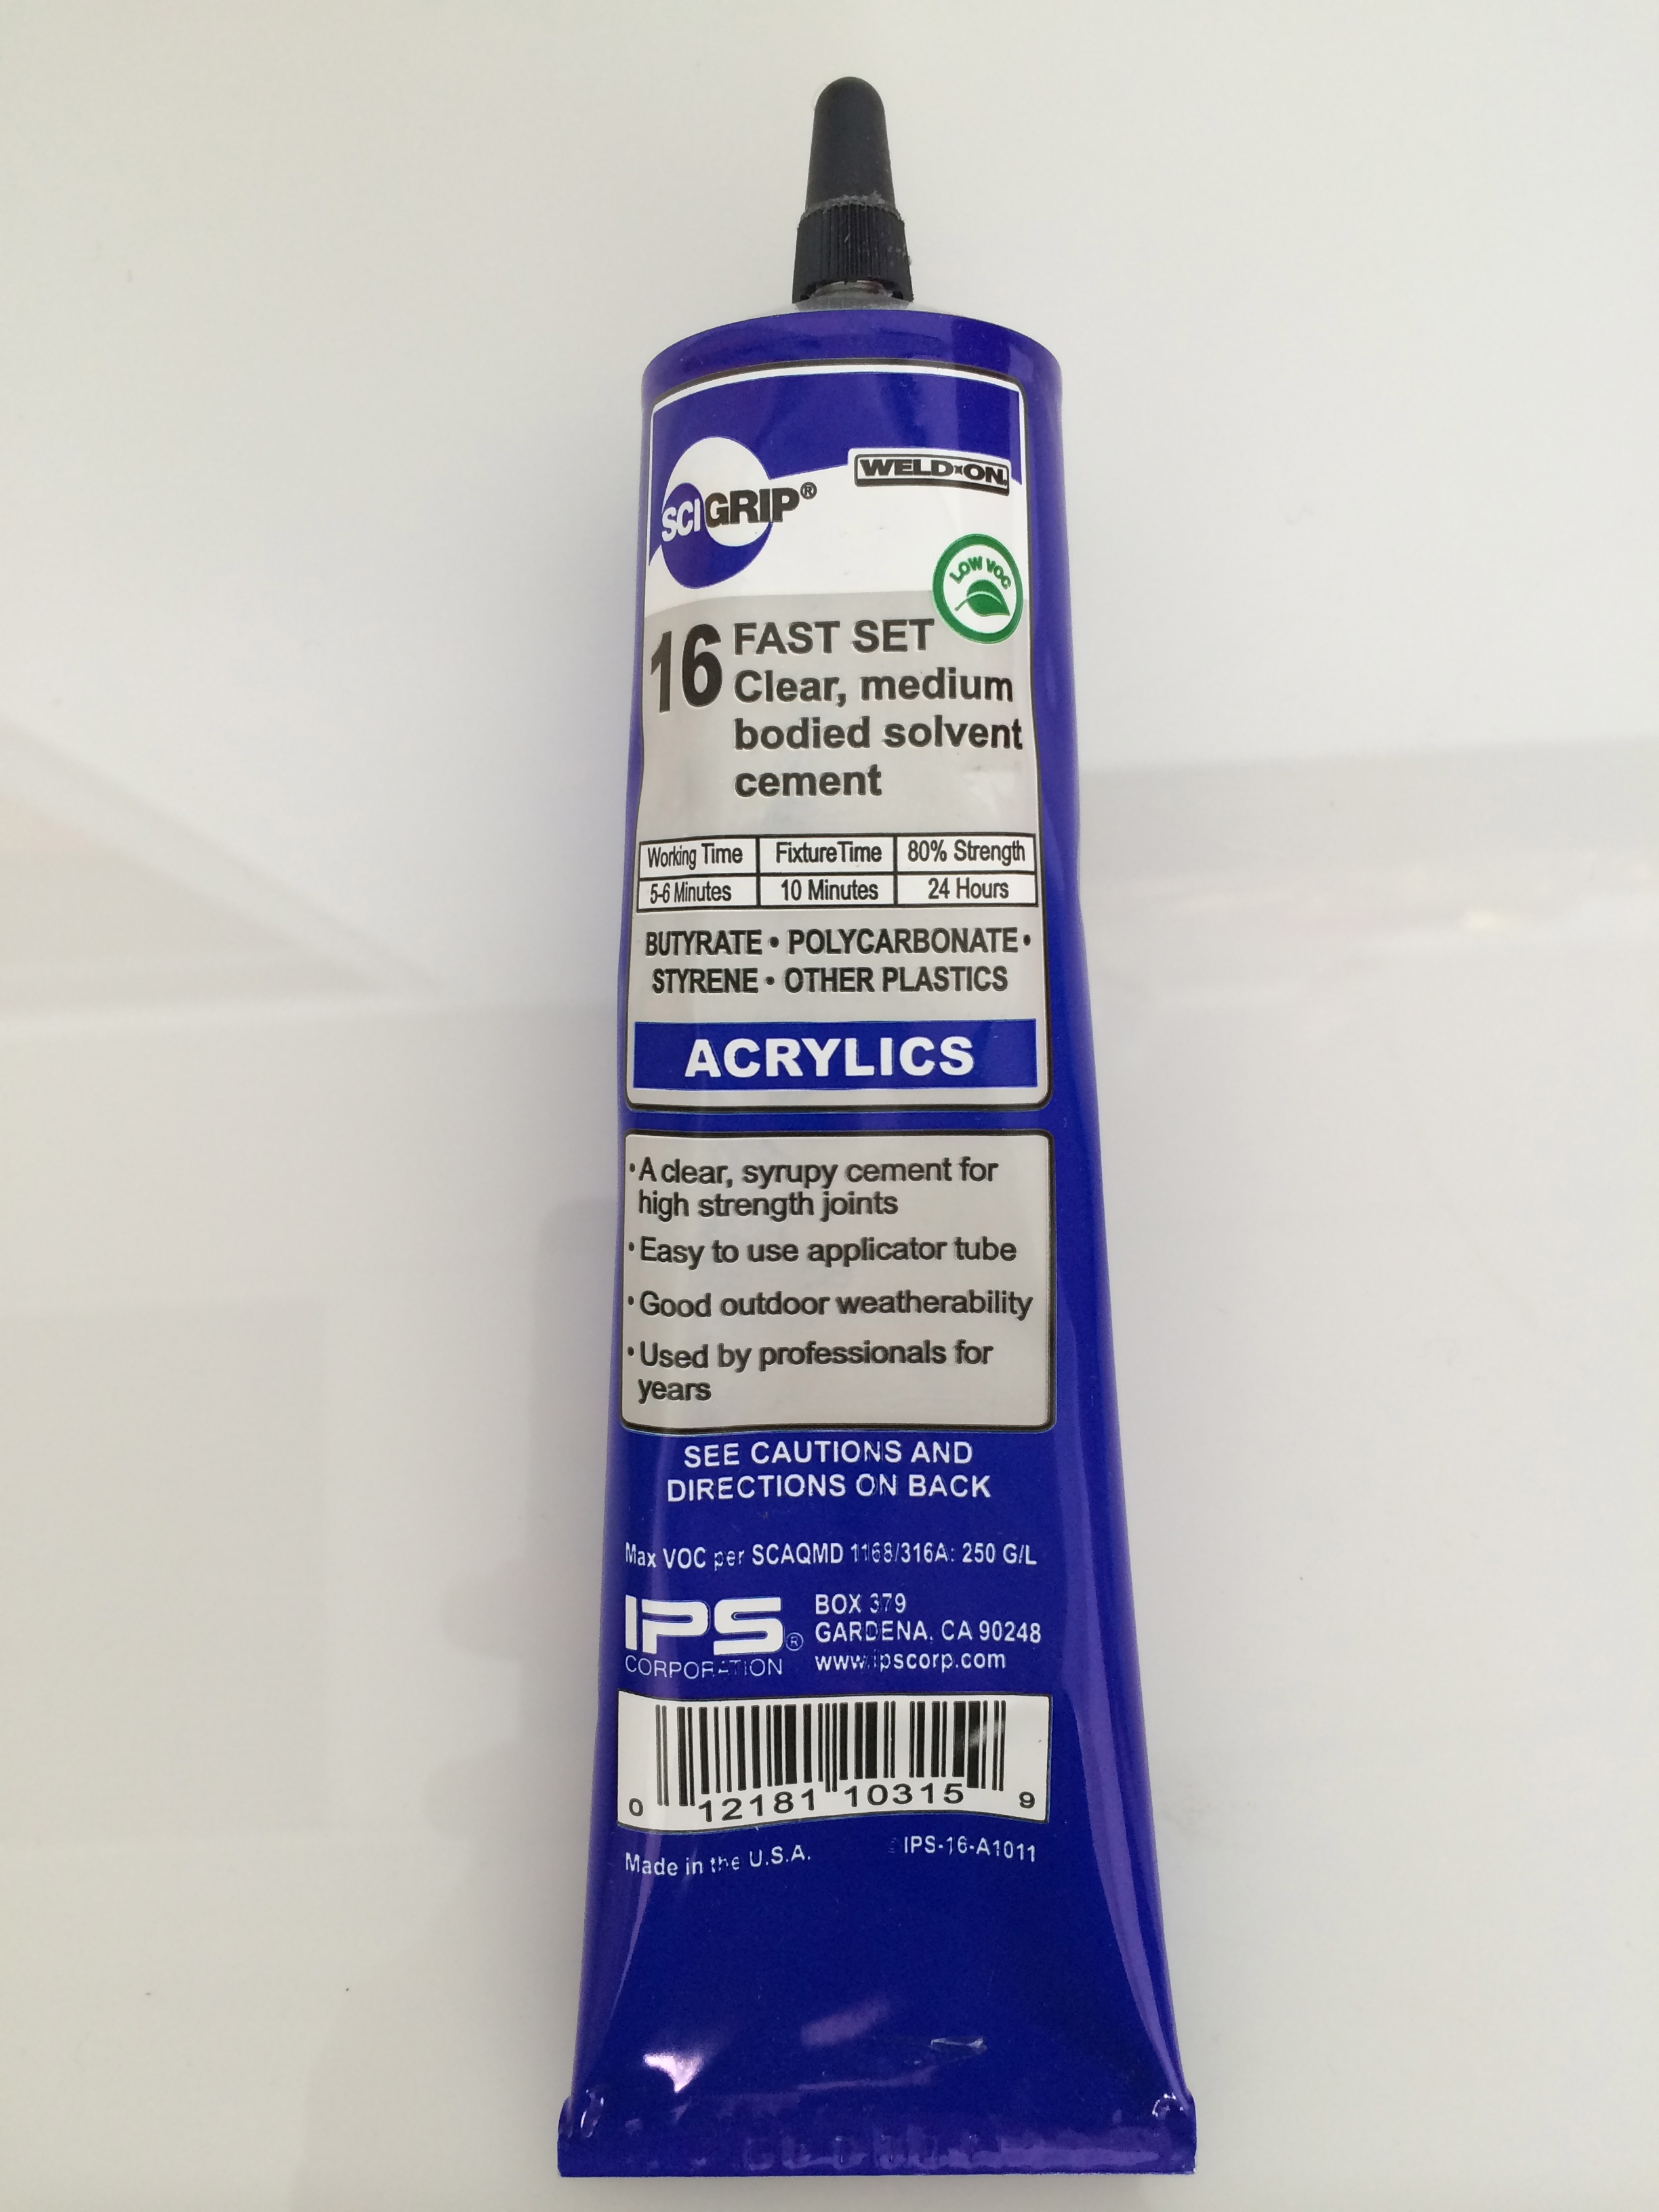 SCIGRIP®
WELD-ON
LOW VOC
16 FAST SET
Clear, medium
bodied solvent
cement
Working Time FixtureTime 80% Strength
5-6 Minutes 10 Minutes 24 Hours
BUTYRATE • POLYCARBONATE •
STYRENE • OTHER PLASTICS
ACRYLICS
• A clear, syrupy cement for
high strength joints
• Easy to use applicator tube
• Good outdoor weatherability
• Used by professionals for
years
SEE CAUTIONS AND
DIRECTIONS ON BACK
Max VOC per SCAQMD 1168/316A: 250 G/L
IPS®
CORPORATION
BOX 379
GARDENA, CA 90248
www.ipscorp.com
0 12181 10315 9
Made in the U.S.A. IPS-16-A1011